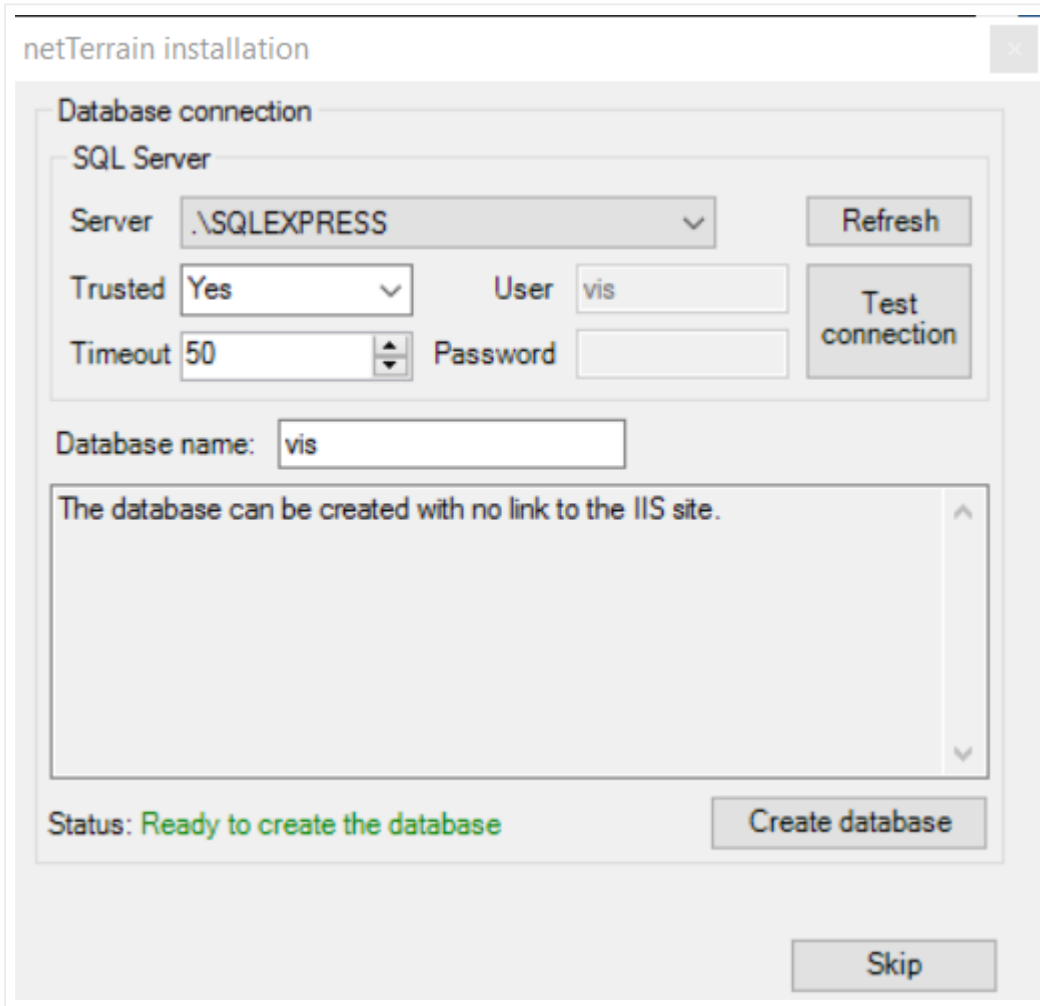 netTerrain installation
Database connection
SQL Server
Server .\SQLEXPRESS Refresh
Trusted Yes User vis Test connection
Timeout 50 Password
Database name: vis
The database can be created with no link to the IIS site.
Status: Ready to create the database Create database
Skip